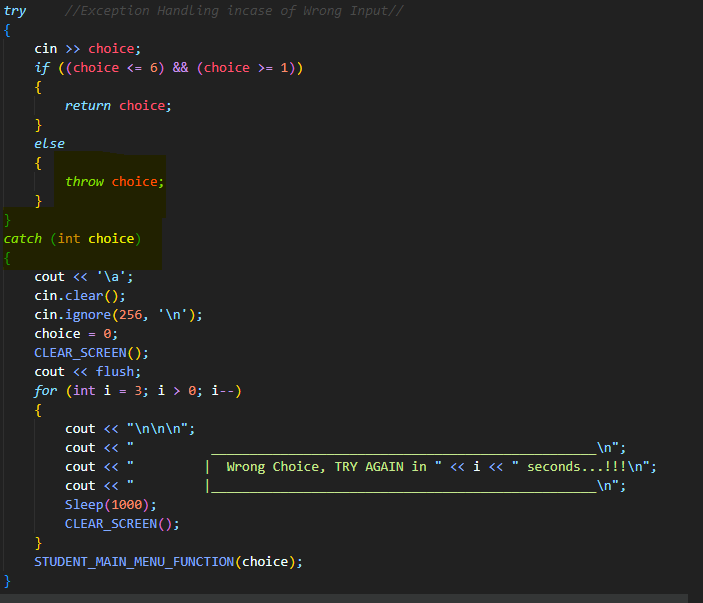 try     //Exception Handling incase of Wrong Input//
{
    cin >> choice;
    if ((choice <= 6) && (choice >= 1))
    {
        return choice;
    }
    else
    {
        throw choice;
    }
}
catch (int choice)
{
    cout << '\a';
    cin.clear();
    cin.ignore(256, '\n');
    choice = 0;
    CLEAR_SCREEN();
    cout << flush;
    for (int i = 3; i > 0; i--)
    {
        cout << "\n\n\n";
        cout << "          __________________________________________________\n";
        cout << "         |  Wrong Choice, TRY AGAIN in " << i << " seconds...!!!\n";
        cout << "         |__________________________________________________\n";
        Sleep(1000);
        CLEAR_SCREEN();
    }
    STUDENT_MAIN_MENU_FUNCTION(choice);
}